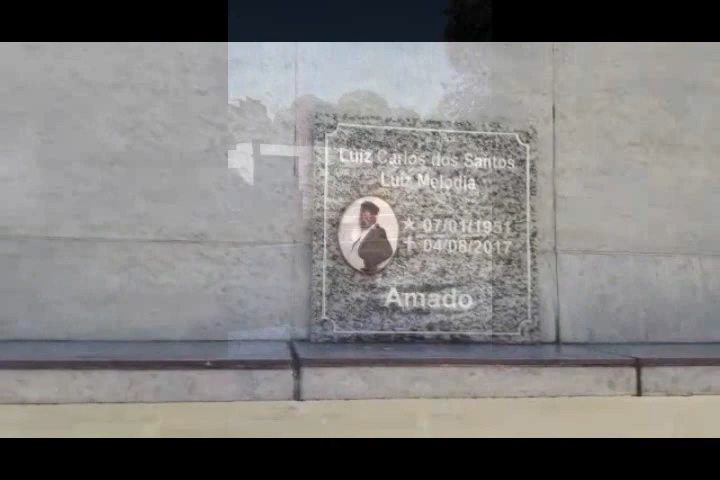 Luiz Carlos dos Santos
Luiz Melodia
★ 07/01/1951
✝ 04/08/2017
Amado